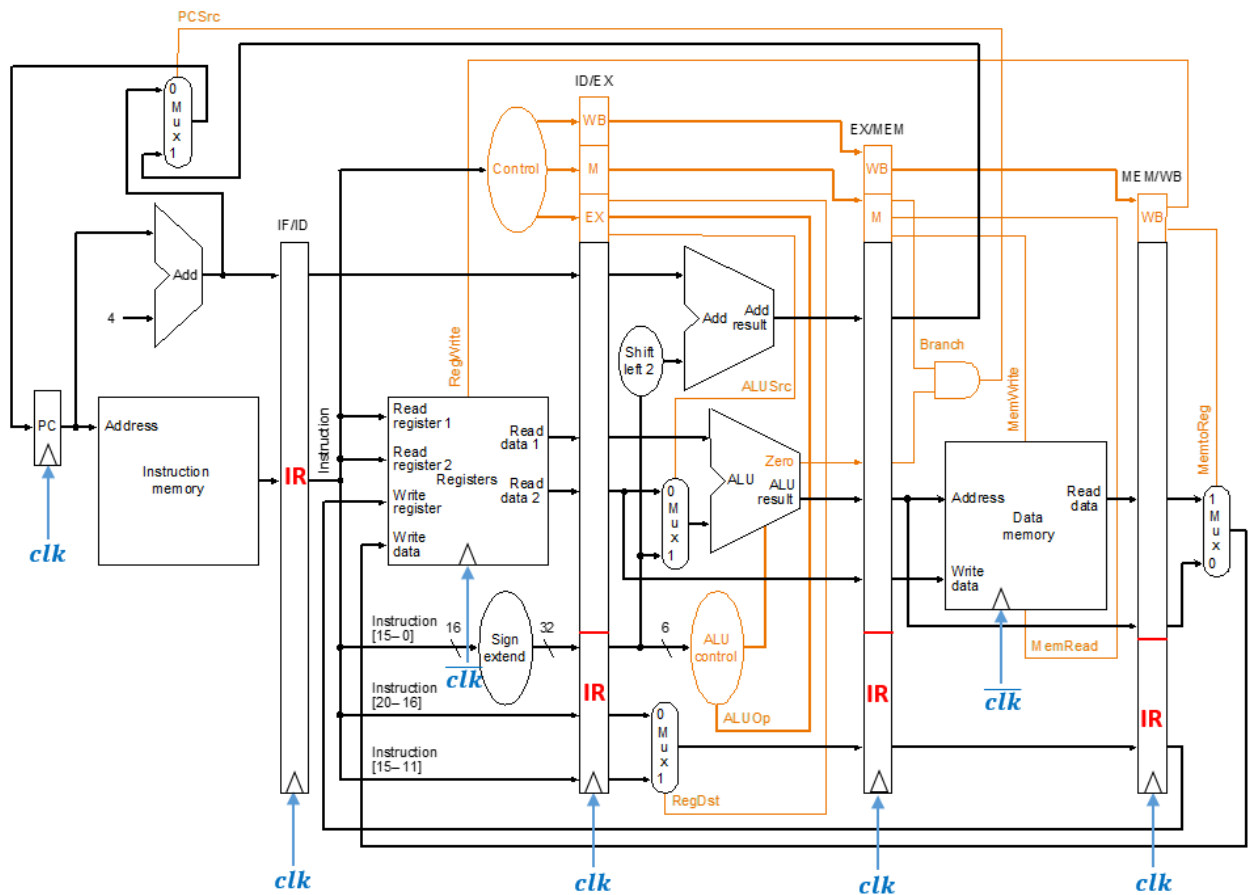 PCSrc
0
M
u
x
1
ID/EX
WB
M
EX
Control
EX/MEM
WB
M
MEM/WB
WB
IF/ID
Add
4
RegWrite
Shift
left 2
Add
Add
result
Branch
ALUSrc
MemWrite
MemtoReg
PC
Address
Instruction
memory
IR
Instruction
Read
register 1
Read
register 2
Write
register
Write
data
Registers
Read
data 1
Read
data 2
0
M
u
x
1
ALU
Zero
ALU
result
Address
Read
data
Data
memory
Write
data
1
M
u
x
0
clk
Instruction
[15–0]
16
Sign
extend
32
6
ALU
control
MemRead
clk
clk
Instruction
[20–16]
IR
IR
IR
0
M
u
x
1
ALUOp
Instruction
[15–11]
RegDst
clk
clk
clk
clk